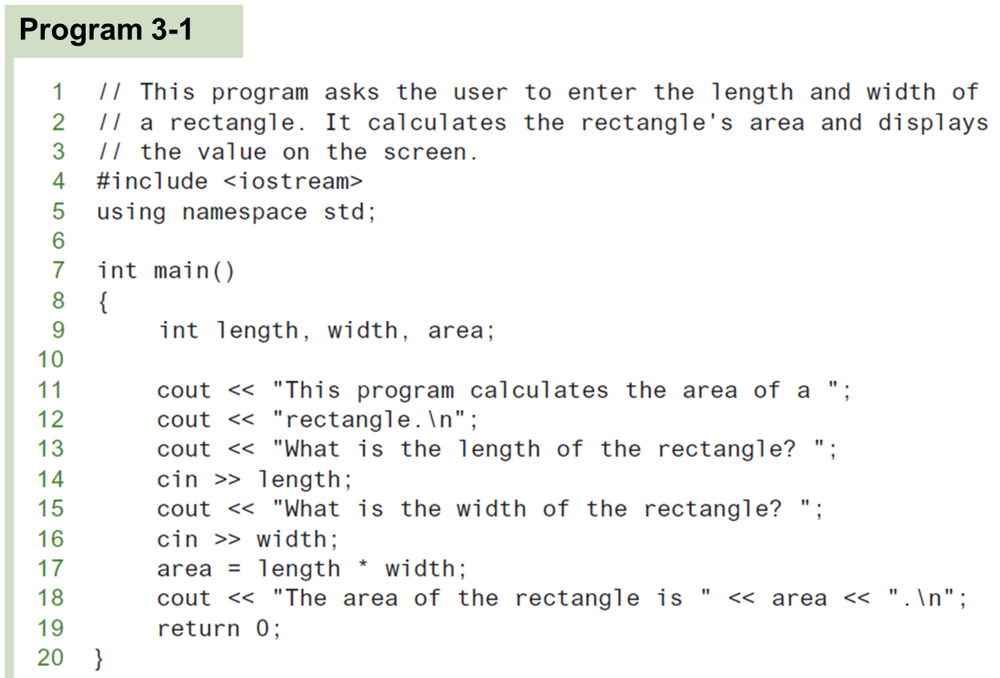 Program 3-1
1 // This program asks the user to enter the length and width of
2 // a rectangle. It calculates the rectangle's area and displays
3 // the value on the screen.
4 #include <iostream>
5 using namespace std;
6
7 int main()
8 {
9 int length, width, area;
10
11 cout << "This program calculates the area of a ";
12 cout << "rectangle.\n";
13 cout << "What is the length of the rectangle? ";
14 cin >> length;
15 cout << "What is the width of the rectangle? ";
16 cin >> width;
17 area = length * width;
18 cout << "The area of the rectangle is " << area << ".\n";
19 return 0;
20 }